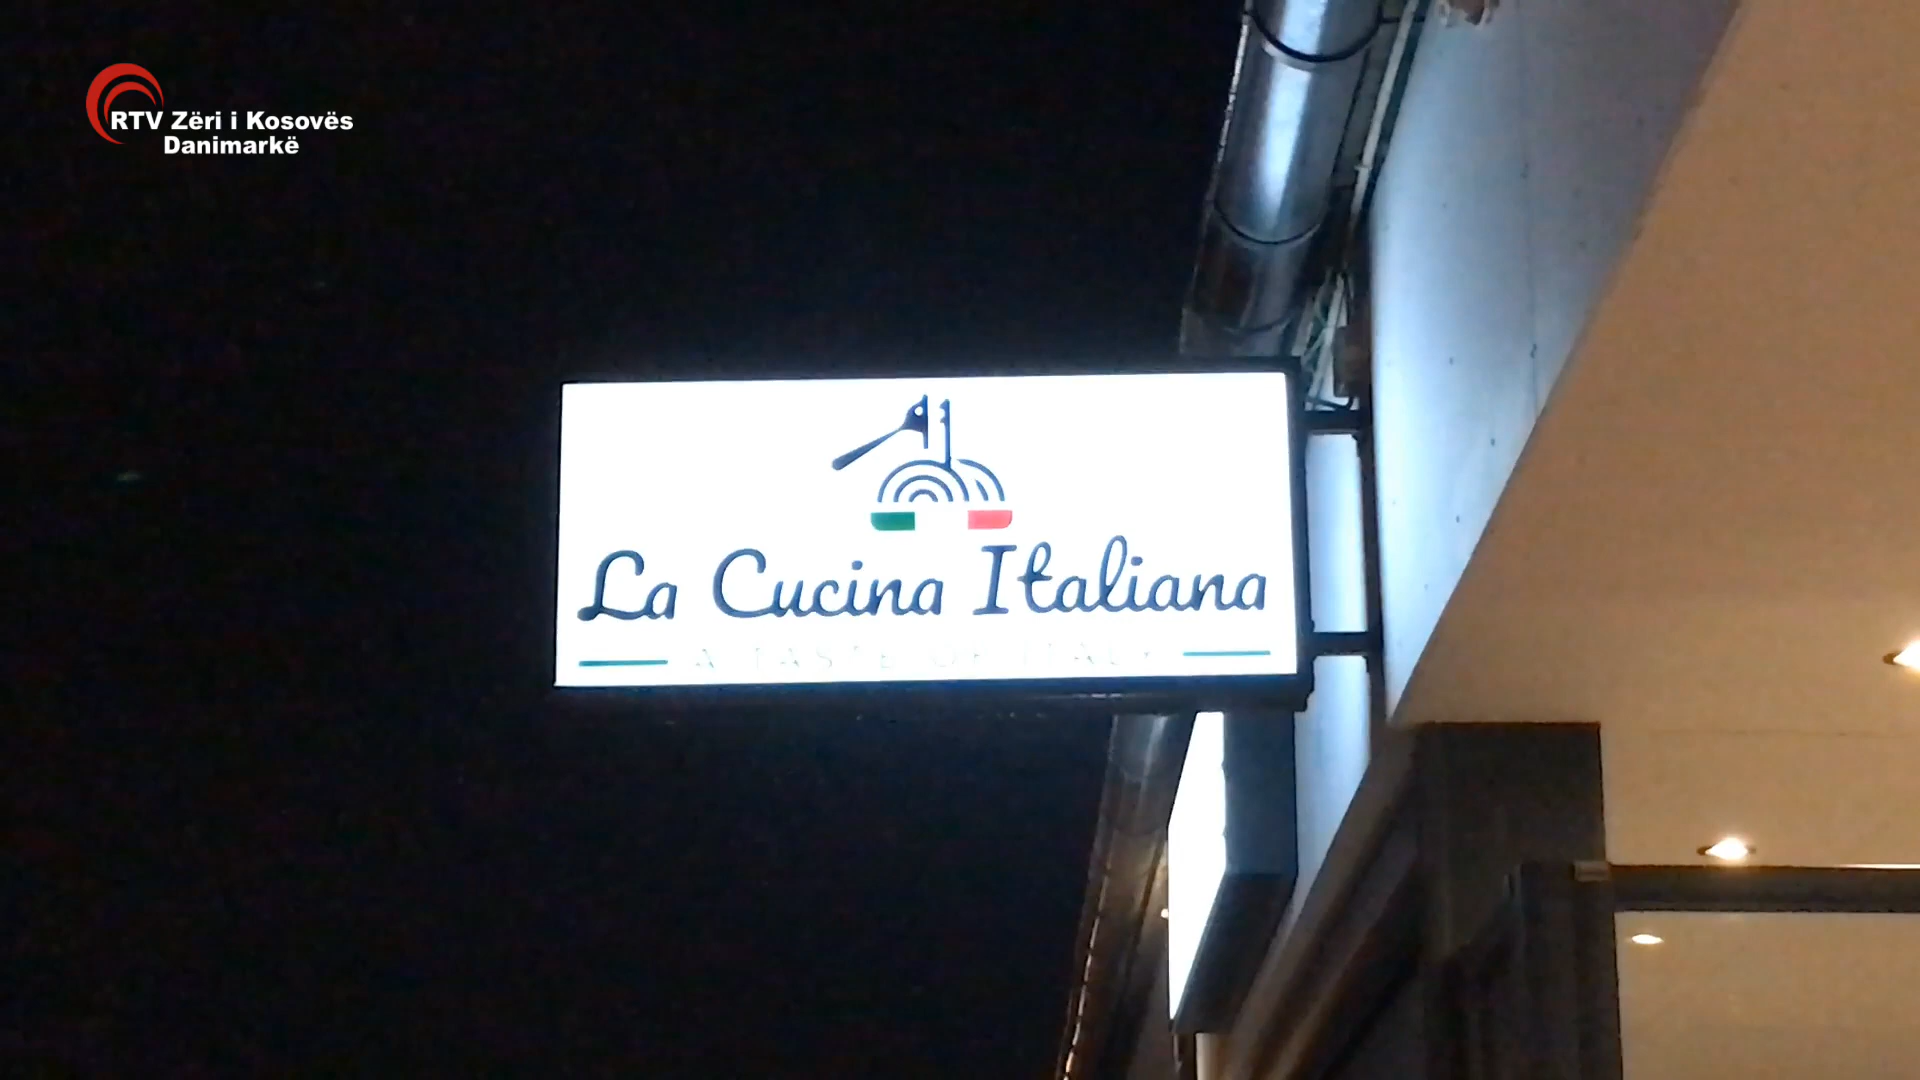 RTV Zëri i Kosovës
Danimarkë
La Cucina Italiana
A TASTE OF ITALY